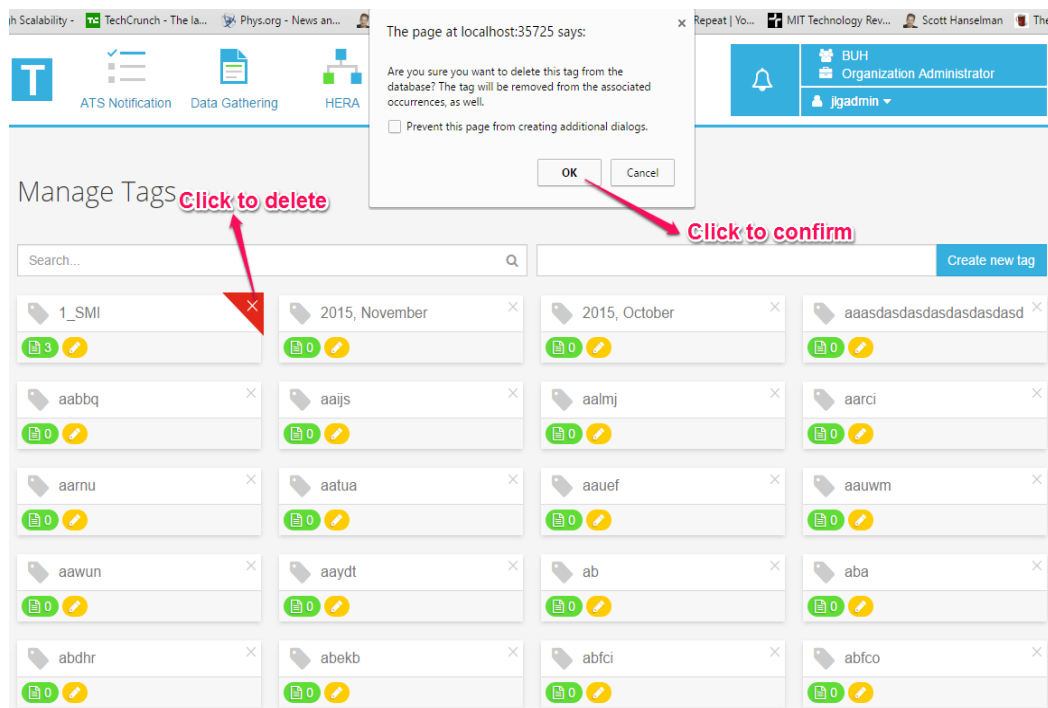 gh Scalability -
TC TechCrunch - The la...
Phys.org - News an...
Repeat | Yo...
MIT Technology Rev...
Scott Hanselman
The
The page at localhost:35725 says:
Are you sure you want to delete this tag from the
database? The tag will be removed from the associated
occurrences, as well.
Prevent this page from creating additional dialogs.
OK
Cancel
T
ATS Notification
Data Gathering
HERA
BUH
Organization Administrator
jlgadmin
Manage Tags
Click to delete
Click to confirm
Search...
Create new tag
1_SMI
2015, November
2015, October
aaasdasdasdasdasdasdasd
3
0
0
0
aabbq
aaijs
aalmj
aarci
0
0
0
0
aarnu
aatua
aauef
aauwm
0
0
0
0
aawun
aaydt
ab
aba
0
0
0
0
abdhr
abekb
abfci
abfco
0
0
0
0